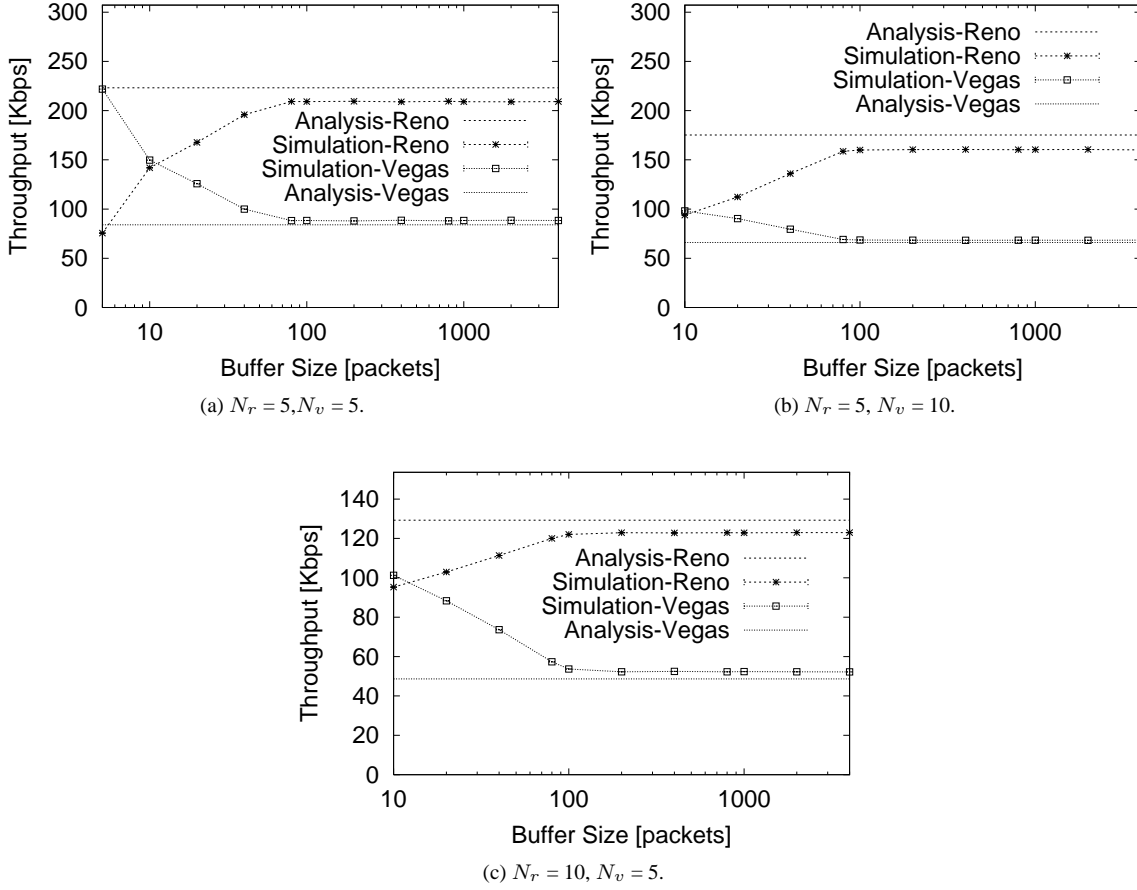 300
250
200
150
100
50
0
Throughput [Kbps]
Analysis-Reno
Simulation-Reno
Simulation-Vegas
Analysis-Vegas
10 100 1000
Buffer Size [packets]
(a) N_r = 5,N_v = 5.
300
250
200
150
100
50
0
Throughput [Kbps]
Analysis-Reno
Simulation-Reno
Simulation-Vegas
Analysis-Vegas
10 100 1000
Buffer Size [packets]
(b) N_r = 5, N_v = 10.
140
120
100
80
60
40
20
0
Throughput [Kbps]
Analysis-Reno
Simulation-Reno
Simulation-Vegas
Analysis-Vegas
10 100 1000
Buffer Size [packets]
(c) N_r = 10, N_v = 5.